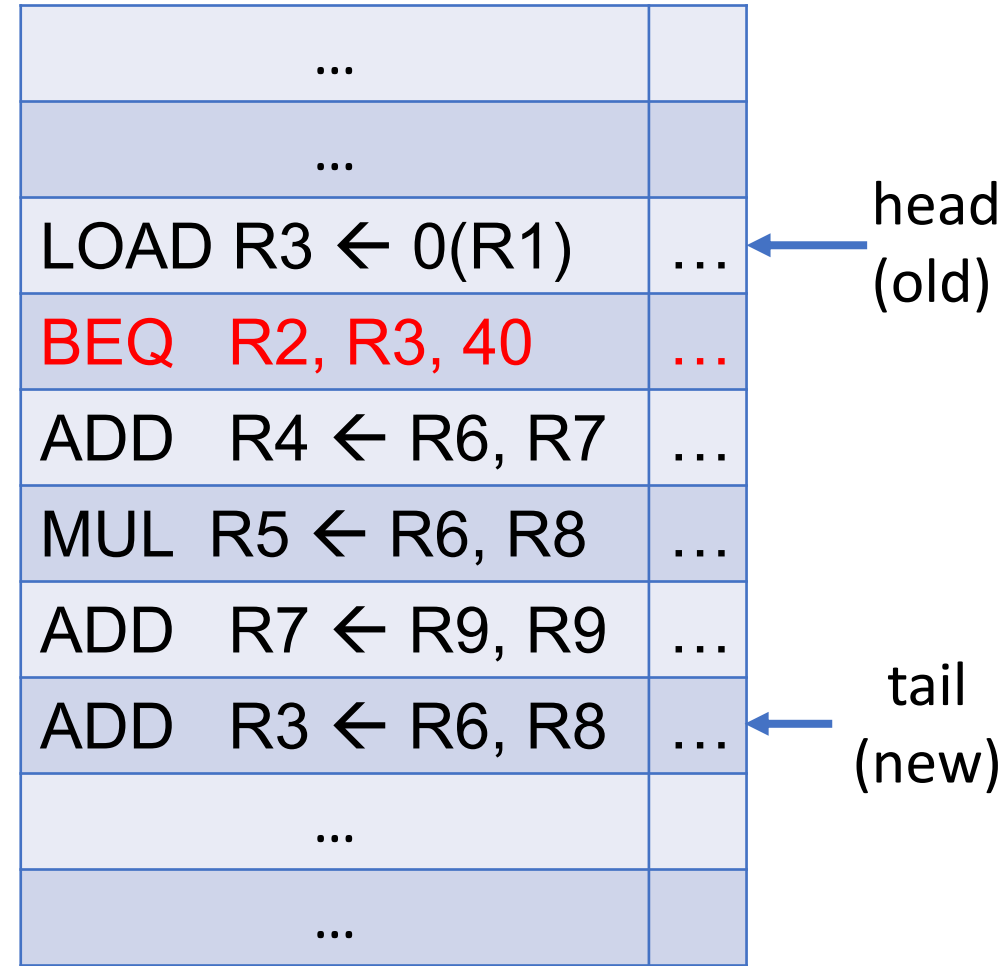 ...
...
LOAD R3 ← 0(R1) ...
head
(old)
BEQ R2, R3, 40 ...
ADD R4 ← R6, R7 ...
MUL R5 ← R6, R8 ...
ADD R7 ← R9, R9 ...
ADD R3 ← R6, R8 ...
tail
(new)
...
...